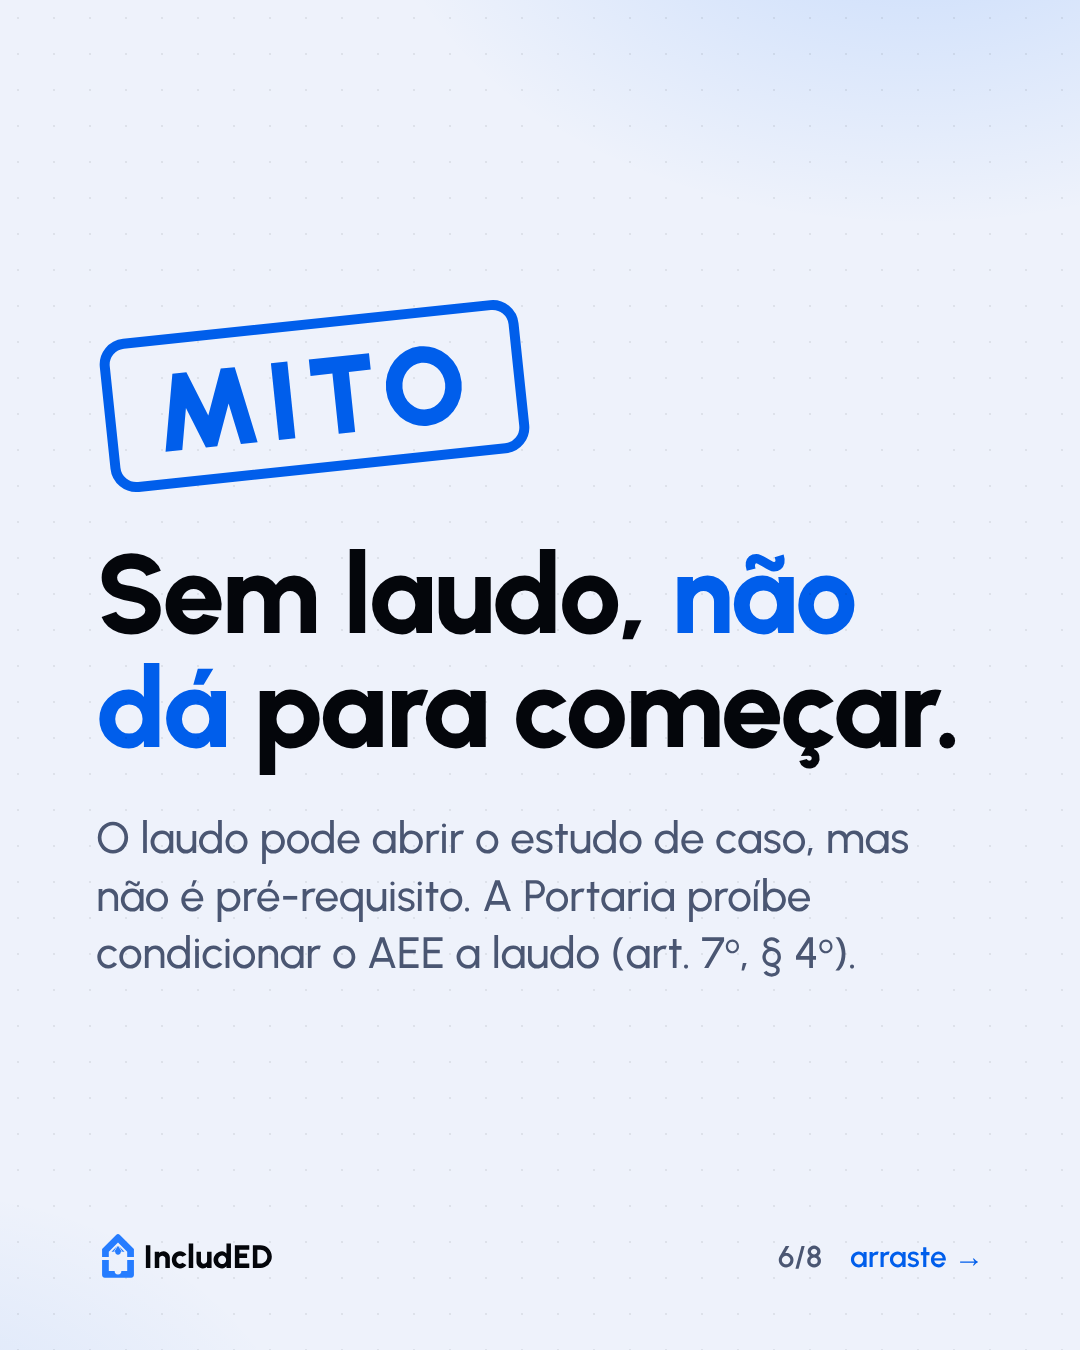 MITO
Sem laudo, não
dá para começar.
O laudo pode abrir o estudo de caso, mas
não é pré-requisito. A Portaria proíbe
condicionar o AEE a laudo (art. 7º, § 4º).
IncludED
6/8 arraste →